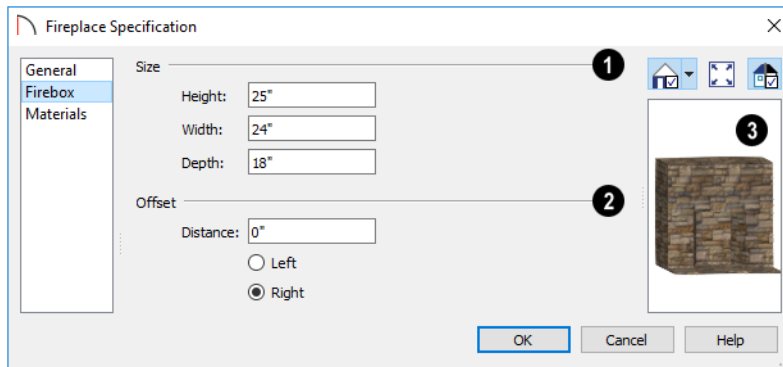 Fireplace Specification
General
Firebox
Materials
Size
1
Height: 25"
Width: 24"
Depth: 18"
Offset
2
Distance: 0"
Left
Right
3
OK Cancel Help